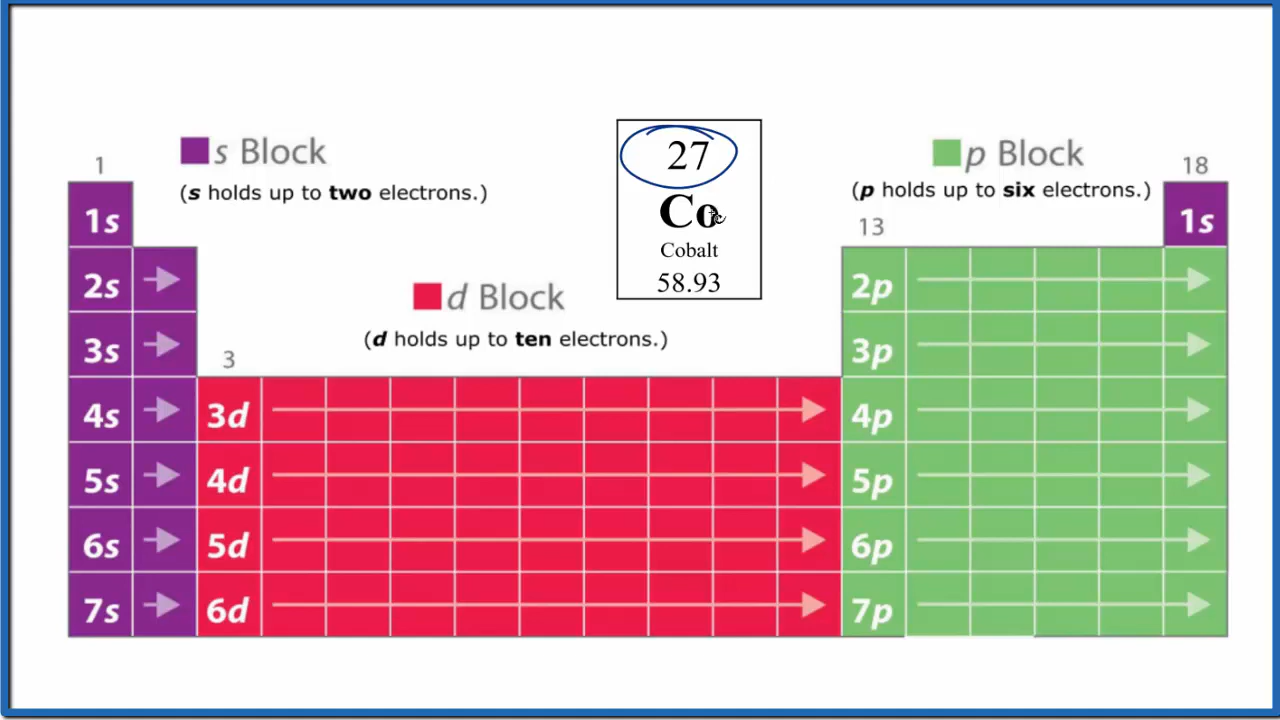 s Block
(s holds up to two electrons.)
27
Co
Cobalt
58.93
p Block
(p holds up to six electrons.)
d Block
(d holds up to ten electrons.)
1
18
13
3
1s 1s
2s 2p
3s 3p
4s 3d 4p
5s 4d 5p
6s 5d 6p
7s 6d 7p